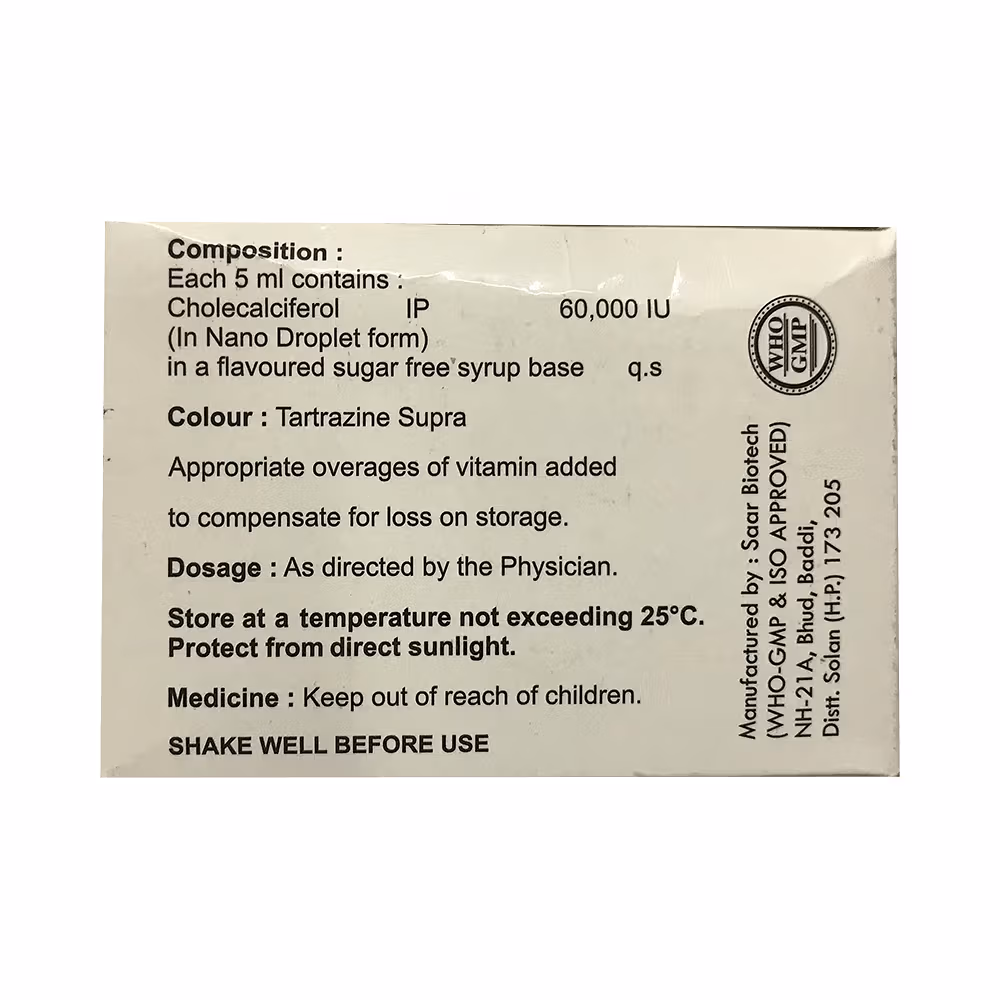 Composition :
Each 5 ml contains :
Cholecalciferol IP 60,000 IU
(In Nano Droplet form)
in a flavoured sugar free syrup base q.s
Colour : Tartrazine Supra
Appropriate overages of vitamin added
to compensate for loss on storage.
Dosage : As directed by the Physician.
Store at a temperature not exceeding 25°C.
Protect from direct sunlight.
Medicine : Keep out of reach of children.
SHAKE WELL BEFORE USE
WHO
GMP
Manufactured by : Saar Biotech
(WHO-GMP & ISO APPROVED)
NH-21A, Bhud, Baddi,
Distt. Solan (H.P.) 173 205